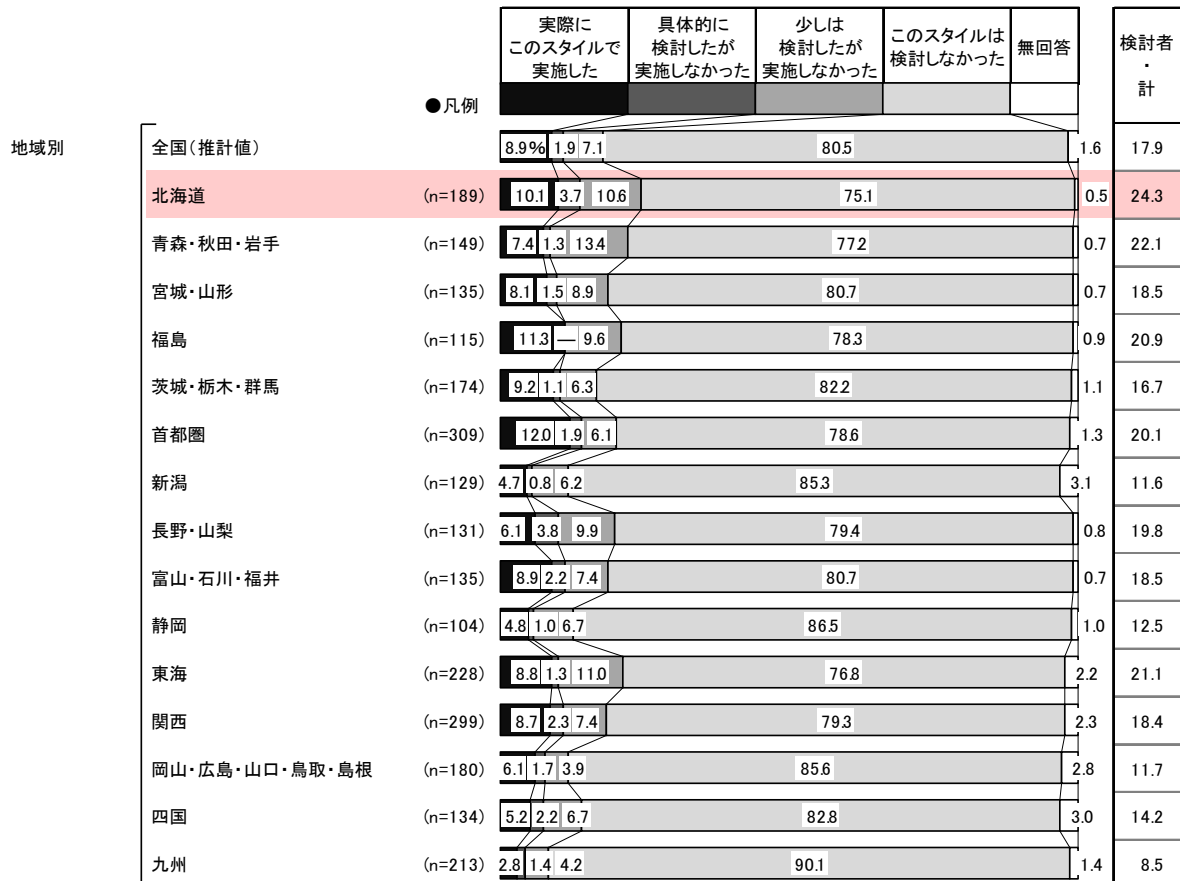 実際に
このスタイルで
実施した
具体的に
検討したが
実施しなかった
少しは
検討したが
実施しなかった
このスタイルは
検討しなかった
無回答
検討者
・
計
●凡例
地域別
全国(推計値) 8.9% 1.9 7.1 80.5 1.6 17.9
北海道 (n=189) 10.1 3.7 10.6 75.1 0.5 24.3
青森・秋田・岩手 (n=149) 7.4 1.3 13.4 77.2 0.7 22.1
宮城・山形 (n=135) 8.1 1.5 8.9 80.7 0.7 18.5
福島 (n=115) 11.3 — 9.6 78.3 0.9 20.9
茨城・栃木・群馬 (n=174) 9.2 1.1 6.3 82.2 1.1 16.7
首都圏 (n=309) 12.0 1.9 6.1 78.6 1.3 20.1
新潟 (n=129) 4.7 0.8 6.2 85.3 3.1 11.6
長野・山梨 (n=131) 6.1 3.8 9.9 79.4 0.8 19.8
富山・石川・福井 (n=135) 8.9 2.2 7.4 80.7 0.7 18.5
静岡 (n=104) 4.8 1.0 6.7 86.5 1.0 12.5
東海 (n=228) 8.8 1.3 11.0 76.8 2.2 21.1
関西 (n=299) 8.7 2.3 7.4 79.3 2.3 18.4
岡山・広島・山口・鳥取・島根 (n=180) 6.1 1.7 3.9 85.6 2.8 11.7
四国 (n=134) 5.2 2.2 6.7 82.8 3.0 14.2
九州 (n=213) 2.8 1.4 4.2 90.1 1.4 8.5